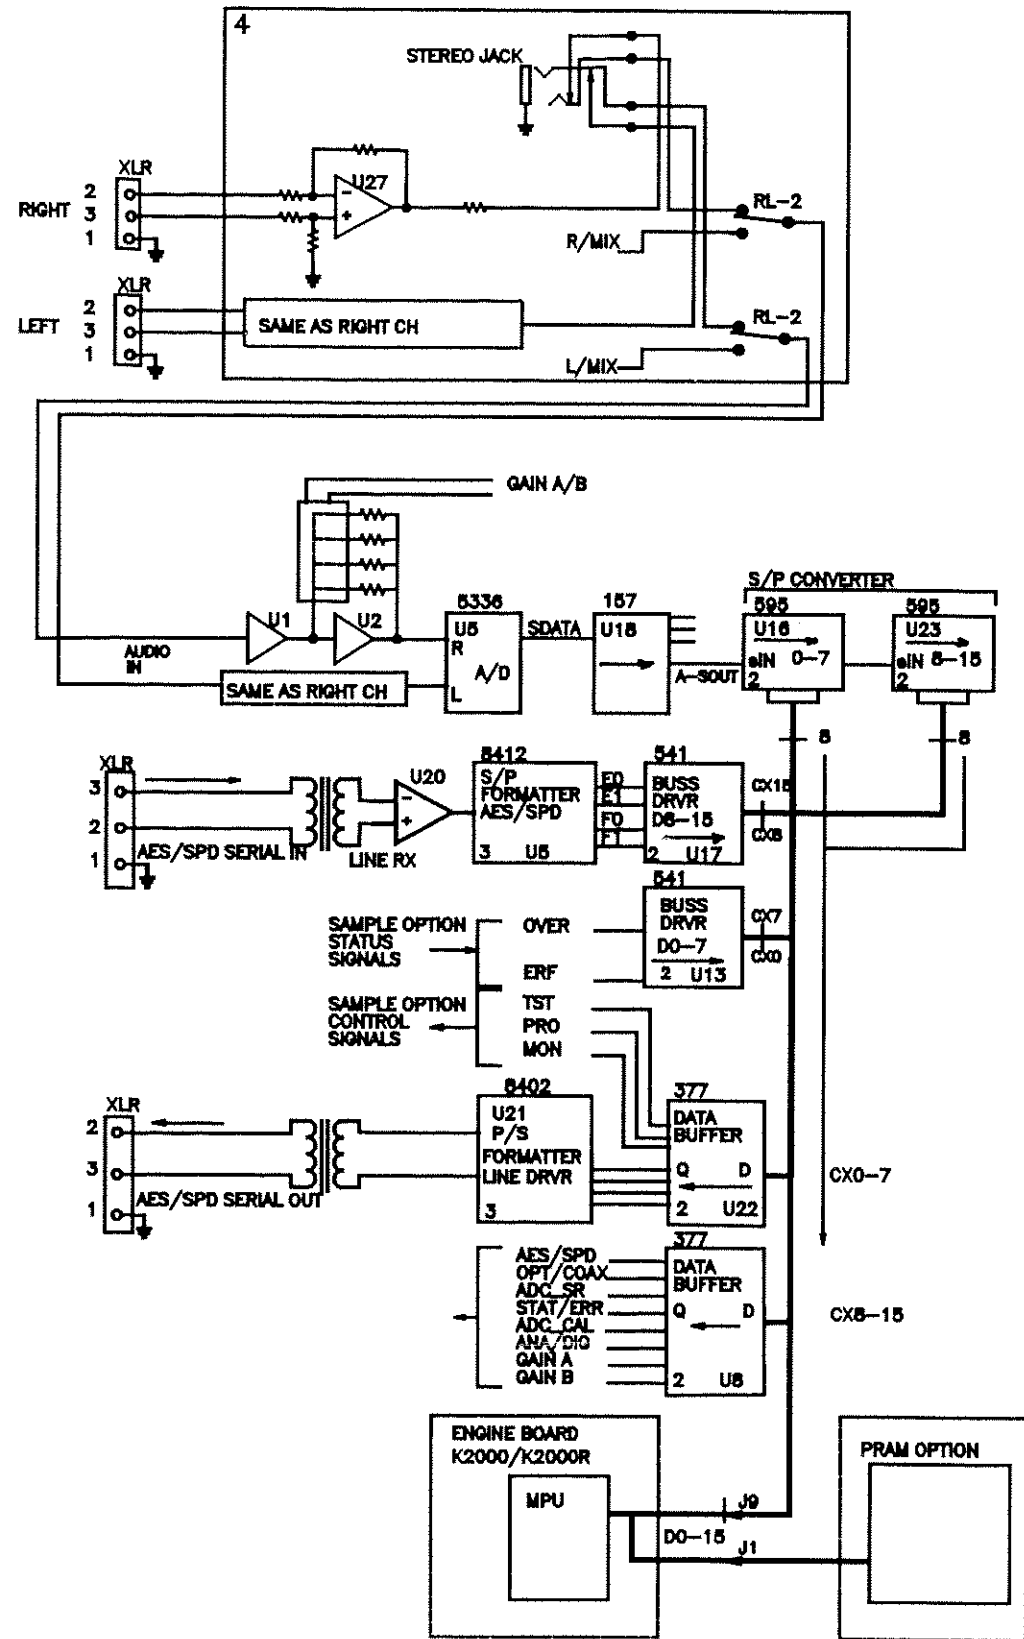 4
STEREO JACK
XLR
U27
RIGHT
2
3
1
RL-2
R/MIX
XLR
LEFT
2
3
1
SAME AS RIGHT CH
RL-2
L/MIX
GAIN A/B
S/P CONVERTER
5336
157
595
595
U1
U2
U5
R
A/D
L
SDATA
U18
A-SOUT
U16
sIN 0-7
2
U23
sIN 8-15
2
AUDIO
IN
SAME AS RIGHT CH
8
8
XLR
3
2
1
AES/SPD SERIAL IN
U20
LINE RX
8412
S/P
FORMATTER
AES/SPD
3 U5
E0
E1
F0
F1
541
BUSS
DRVR
D8-15
2 U17
CX15
CX8
541
BUSS
DRVR
D0-7
2 U13
CX7
CX0
SAMPLE OPTION
STATUS
SIGNALS
OVER
ERF
SAMPLE OPTION
CONTROL
SIGNALS
TST
PRO
MON
XLR
2
3
1
AES/SPD SERIAL OUT
8402
U21
P/S
FORMATTER
LINE DRVR
3
377
DATA
BUFFER
Q D
2 U22
CX0-7
AES/SPD
OPT/COAX
ADC_SR
STAT/ERR
ADC_CAL
ANA/DIG
GAIN A
GAIN B
377
DATA
BUFFER
Q D
2 U8
CX8-15
ENGINE BOARD
K2000/K2000R
MPU
J9
D0-15
J1
PRAM OPTION